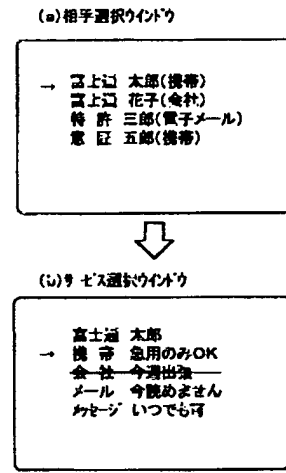 (a)相手選択ウインドウ
→ 富士通 太郎(携帯)
富士通 花子(会社)
特 許 三郎(電子メール)
意 匠 五郎(携帯)
(b)サービス選択ウインドウ
富士通 太郎
→ 携 帯 急用のみOK
会 社 今週出張
メール 今読めません
メッセージ いつでも可